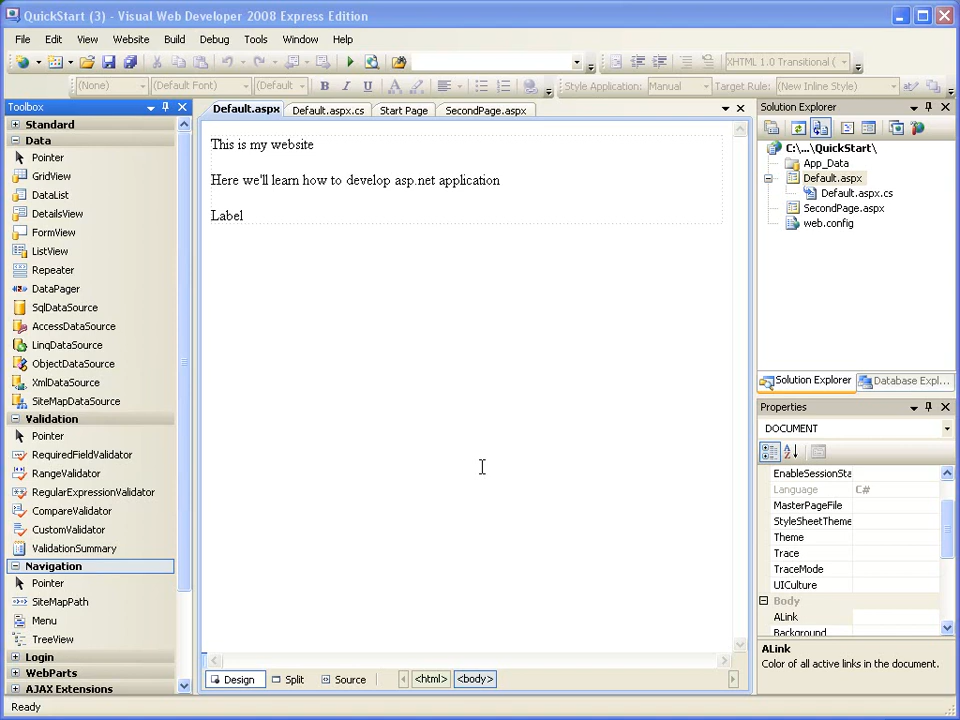 QuickStart (3) - Visual Web Developer 2008 Express Edition
File Edit View Website Build Debug Tools Window Help
XHTML 1.0 Transitional (
(None) (Default Font) (Default B I U A Style Application: Manual Target Rule: (New Inline Style)
Toolbox
Standard
Data
Pointer
GridView
DataList
DetailsView
FormView
ListView
Repeater
DataPager
SqlDataSource
AccessDataSource
LinqDataSource
ObjectDataSource
XmlDataSource
SiteMapDataSource
Validation
Pointer
RequiredFieldValidator
RangeValidator
RegularExpressionValidator
CompareValidator
CustomValidator
ValidationSummary
Navigation
Pointer
SiteMapPath
Menu
TreeView
Login
WebParts
AJAX Extensions
Default.aspx Default.aspx.cs Start Page SecondPage.aspx
This is my website
Here we'll learn how to develop asp.net application
Label
Design Split Source <html> <body>
Solution Explorer
C:\...\QuickStart\
App_Data
Default.aspx
Default.aspx.cs
SecondPage.aspx
web.config
Solution Explorer Database Expl...
Properties
DOCUMENT
EnableSessionSta
Language C#
MasterPageFile
StyleSheetTheme
Theme
Trace
TraceMode
UICulture
Body
ALink
Background
ALink
Color of all active links in the document.
Ready